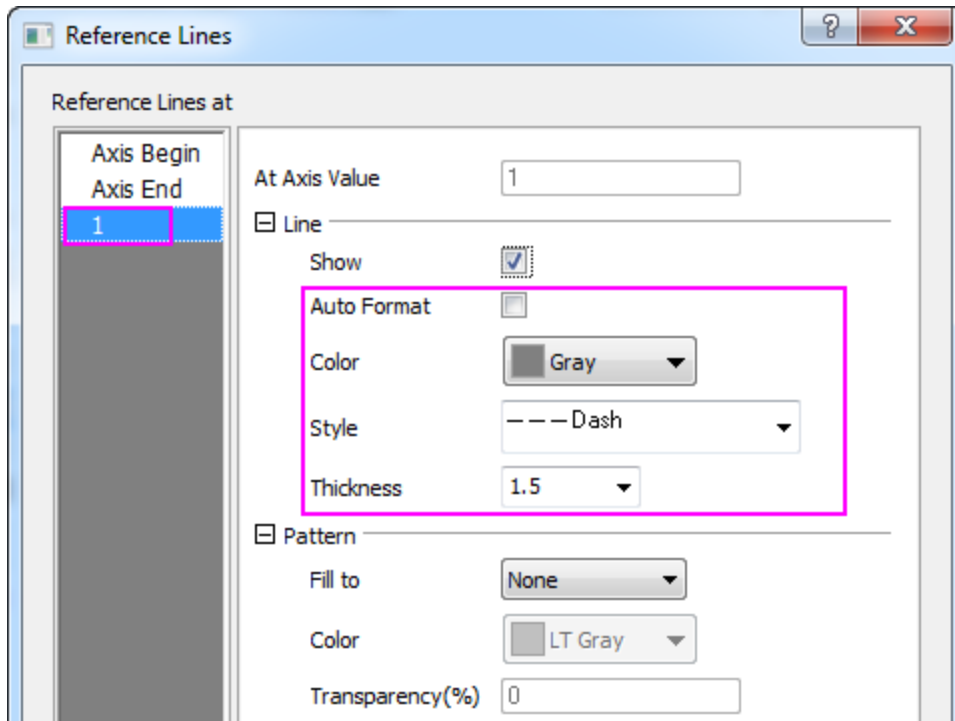 Reference Lines
Reference Lines at
Axis Begin
Axis End
1
At Axis Value 1
Line
Show
Auto Format
Color Gray
Style Dash
Thickness 1.5
Pattern
Fill to None
Color LT Gray
Transparency(%) 0